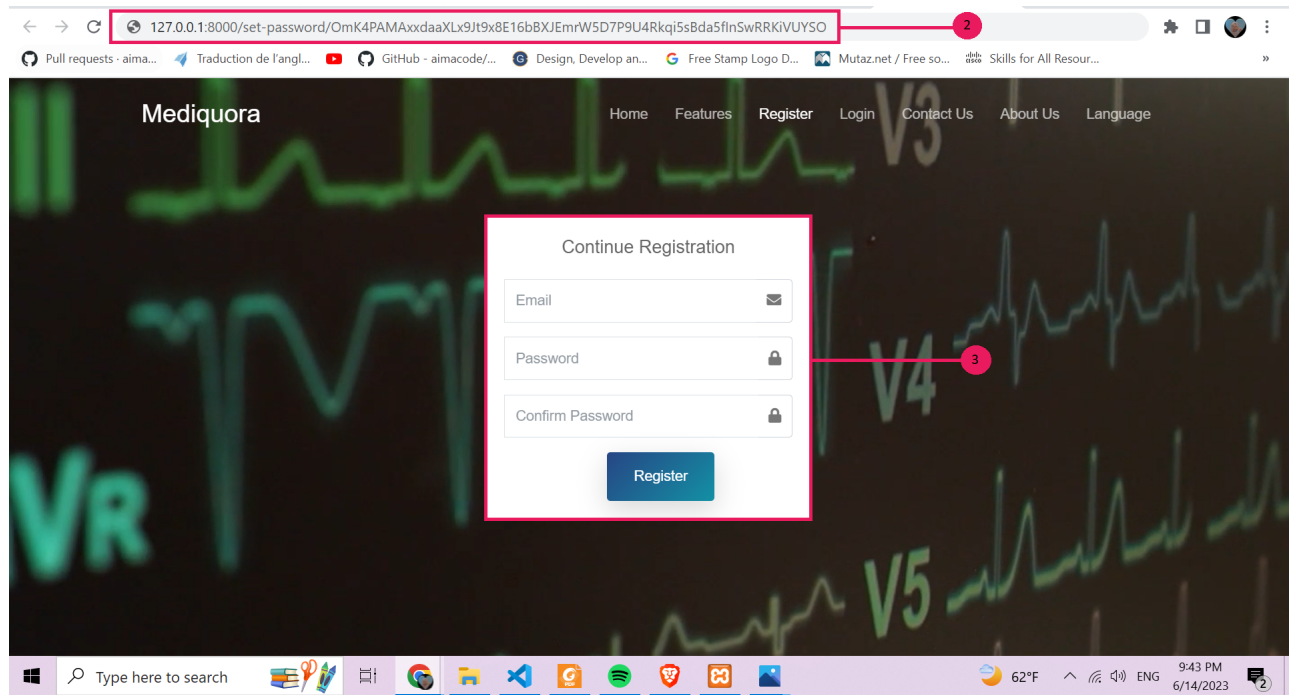 127.0.0.1:8000/set-password/OmK4PAMAxxdaaXLx9Jt9x8E16bBXJEmrW5D7P9U4Rkqi5sBda5flnSwRRKiVUYSO
2
Pull requests · aima...
Traduction de l'angl...
GitHub - aimacode/...
Design, Develop an...
Free Stamp Logo D...
Mutaz.net / Free so...
Skills for All Resour...
»
Mediquora
Home
Features
Register
Login
Contact Us
About Us
Language
II
V3
Continue Registration
Email
Password
3
V4
Confirm Password
Register
VR
V5
Type here to search
62°F
ENG
9:43 PM
6/14/2023
2